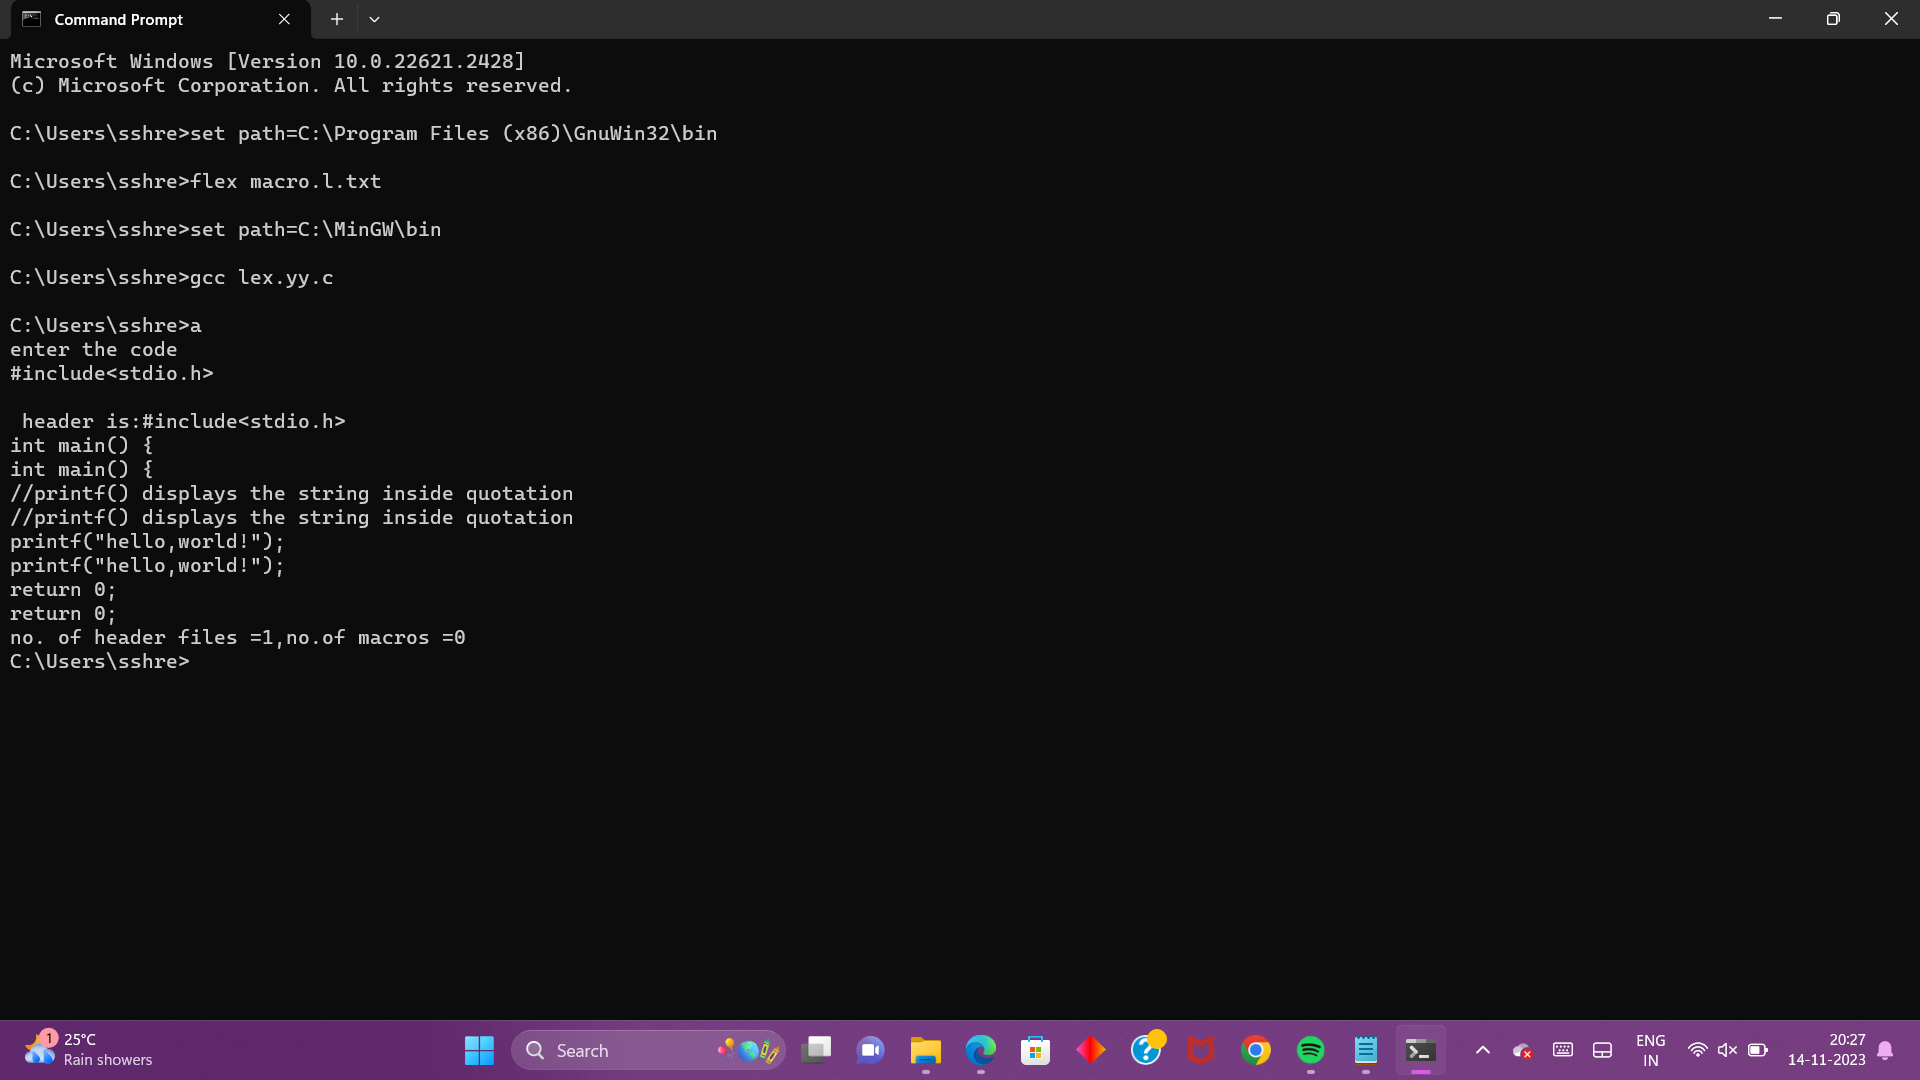 Command Prompt
Microsoft Windows [Version 10.0.22621.2428]
(c) Microsoft Corporation. All rights reserved.
C:\Users\sshre>set path=C:\Program Files (x86)\GnuWin32\bin
C:\Users\sshre>flex macro.l.txt
C:\Users\sshre>set path=C:\MinGW\bin
C:\Users\sshre>gcc lex.yy.c
C:\Users\sshre>a
enter the code
#include<stdio.h>
 header is:#include<stdio.h>
int main() {
int main() {
//printf() displays the string inside quotation
//printf() displays the string inside quotation
printf("hello,world!");
printf("hello,world!");
return 0;
return 0;
no. of header files =1,no.of macros =0
C:\Users\sshre>
1
25°C
Rain showers
Search
ENG
IN
20:27
14-11-2023